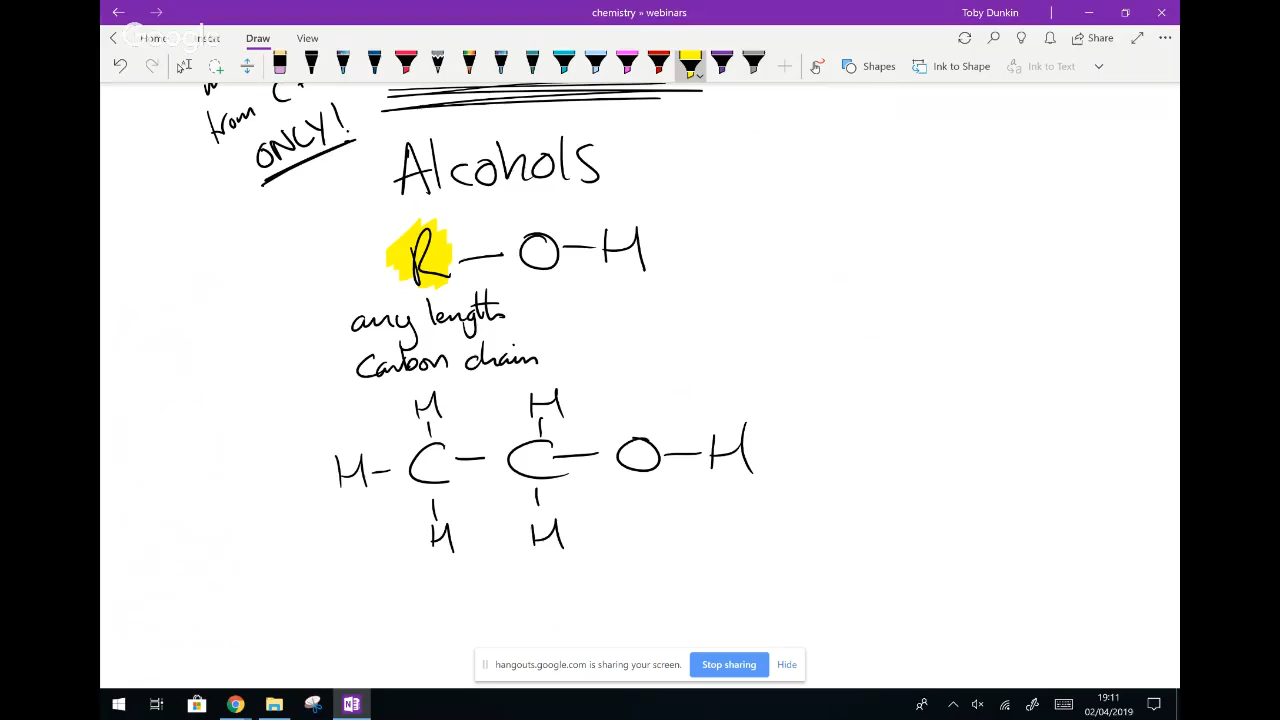 chemistry » webinars
Toby Dunkin
Google
Home
Insert
Draw
View
Share
Shapes
Ink to Shape
Ink to Text
from C
ONLY!
Alcohols
R — O — H
any length
Carbon chain
H H
H - C - C - O - H
H H
hangouts.google.com is sharing your screen.
Stop sharing
Hide
19:11
02/04/2019